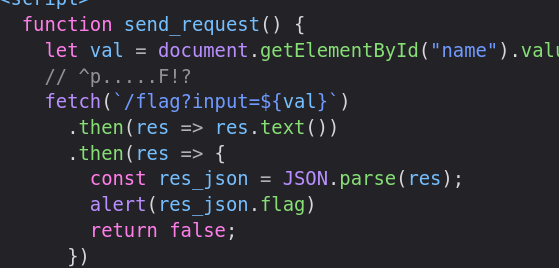 <script>
function send_request() {
let val = document.getElementById("name").valu
// ^p.....F!?
fetch(`/flag?input=${val}`)
.then(res => res.text())
.then(res => {
const res_json = JSON.parse(res);
alert(res_json.flag)
return false;
})